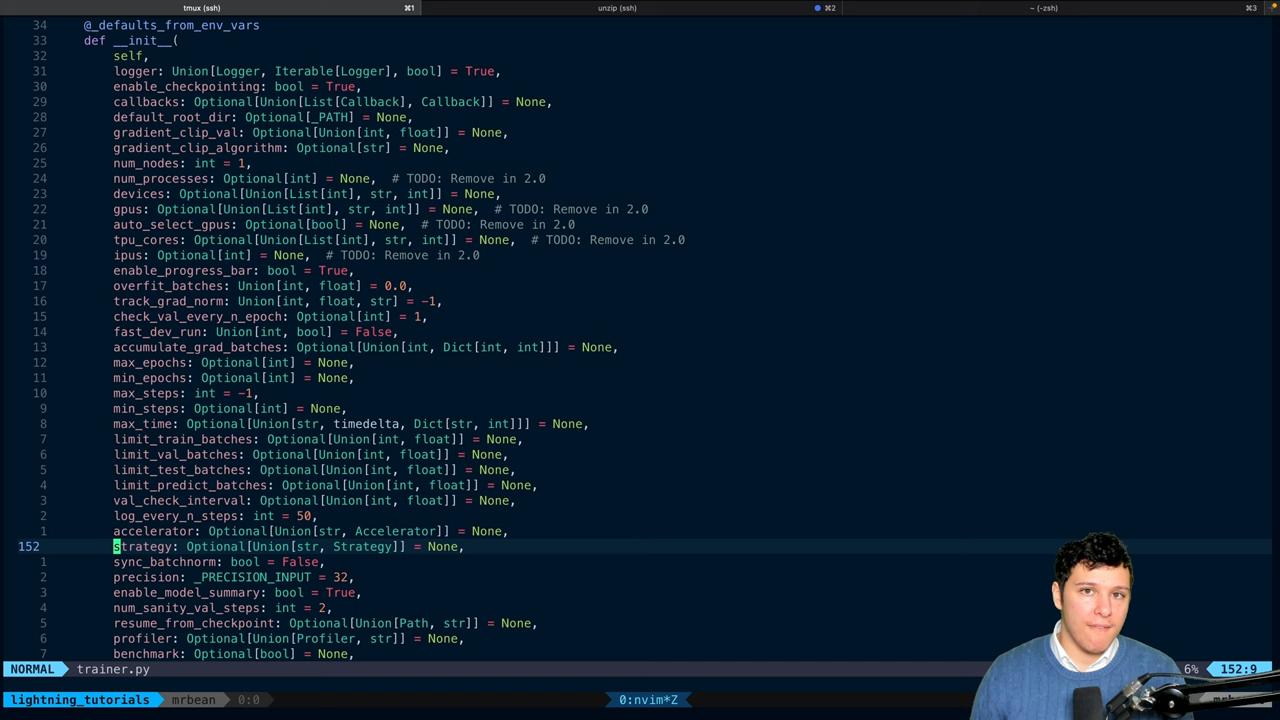 tmux (ssh) ⌘1 unzip (ssh) ⌘2 ~ (-zsh) ⌘3
34 @_defaults_from_env_vars
33 def __init__(
32 self,
31 logger: Union[Logger, Iterable[Logger], bool] = True,
30 enable_checkpointing: bool = True,
29 callbacks: Optional[Union[List[Callback], Callback]] = None,
28 default_root_dir: Optional[_PATH] = None,
27 gradient_clip_val: Optional[Union[int, float]] = None,
26 gradient_clip_algorithm: Optional[str] = None,
25 num_nodes: int = 1,
24 num_processes: Optional[int] = None,  # TODO: Remove in 2.0
23 devices: Optional[Union[List[int], str, int]] = None,
22 gpus: Optional[Union[List[int], str, int]] = None,  # TODO: Remove in 2.0
21 auto_select_gpus: Optional[bool] = None,  # TODO: Remove in 2.0
20 tpu_cores: Optional[Union[List[int], str, int]] = None,  # TODO: Remove in 2.0
19 ipus: Optional[int] = None,  # TODO: Remove in 2.0
18 enable_progress_bar: bool = True,
17 overfit_batches: Union[int, float] = 0.0,
16 track_grad_norm: Union[int, float, str] = -1,
15 check_val_every_n_epoch: Optional[int] = 1,
14 fast_dev_run: Union[int, bool] = False,
13 accumulate_grad_batches: Optional[Union[int, Dict[int, int]]] = None,
12 max_epochs: Optional[int] = None,
11 min_epochs: Optional[int] = None,
10 max_steps: int = -1,
9 min_steps: Optional[int] = None,
8 max_time: Optional[Union[str, timedelta, Dict[str, int]]] = None,
7 limit_train_batches: Optional[Union[int, float]] = None,
6 limit_val_batches: Optional[Union[int, float]] = None,
5 limit_test_batches: Optional[Union[int, float]] = None,
4 limit_predict_batches: Optional[Union[int, float]] = None,
3 val_check_interval: Optional[Union[int, float]] = None,
2 log_every_n_steps: int = 50,
1 accelerator: Optional[Union[str, Accelerator]] = None,
152 strategy: Optional[Union[str, Strategy]] = None,
1 sync_batchnorm: bool = False,
2 precision: _PRECISION_INPUT = 32,
3 enable_model_summary: bool = True,
4 num_sanity_val_steps: int = 2,
5 resume_from_checkpoint: Optional[Union[Path, str]] = None,
6 profiler: Optional[Union[Profiler, str]] = None,
7 benchmark: Optional[bool] = None,
NORMAL trainer.py 6% 152:9
lightning_tutorials mrbean 0:0 0:nvim*Z